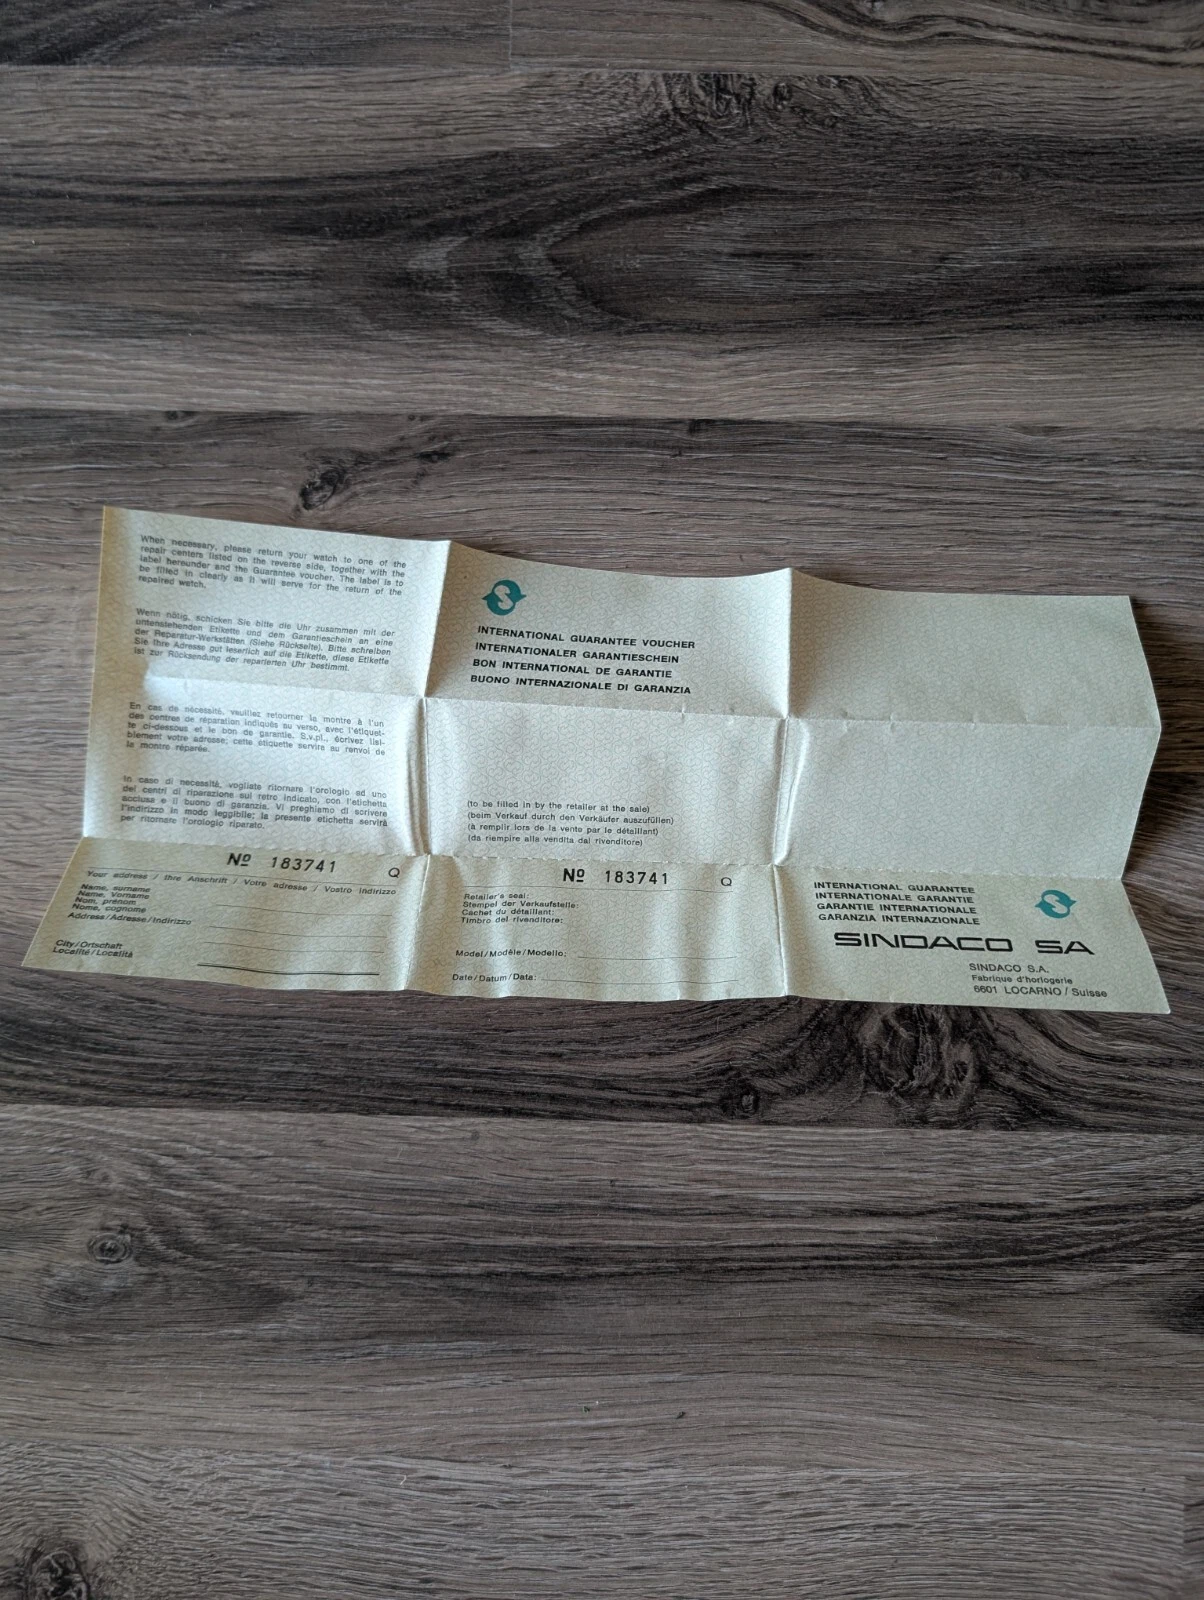 When necessary, please return your watch to one of the
repair centers listed on the reverse side, together with the
label hereunder and the Guarantee voucher. The label is to
be filled in clearly as it will serve for the return of the
repaired watch.
Wenn nötig, schicken Sie bitte die Uhr zusammen mit der
untenstehenden Etikette und dem Garantieschein an eine
der Reparatur-Werkstätten (Siehe Rückseite). Bitte schreiben
Sie Ihre Adresse gut leserlich auf die Etikette, diese Etikette
ist zur Rücksendung der reparierten Uhr bestimmt.
En cas de nécessité, veuillez retourner la montre à l'un
des centres de réparation indiqués au verso, avec l'étiquet-
te ci-dessous et le bon de garantie. S.v.pl., écrivez lisi-
blement votre adresse; cette étiquette servira au renvoi de
la montre réparée.
In caso di necessità, vogliate ritornare l'orologio ad uno
dei centri di riparazione sul retro indicato, con l'etichetta
acclusa e il buono di garanzia. Vi preghiamo di scrivere
l'indirizzo in modo leggibile; la presente etichetta servirà
per ritornare l'orologio riparato.
Nº 183741 Q
Your address / Ihre Anschrift / Votre adresse / Vostro indirizzo
Name, surname
Name, Vorname
Nom, prénom
Nome, cognome
Address/Adresse/Indirizzo
City/Ortschaft
Localité/Località
S
INTERNATIONAL GUARANTEE VOUCHER
INTERNATIONALER GARANTIESCHEIN
BON INTERNATIONAL DE GARANTIE
BUONO INTERNAZIONALE DI GARANZIA
(to be filled in by the retailer at the sale)
(beim Verkauf durch den Verkäufer auszufüllen)
(à remplir lors de la vente par le détaillant)
(da riempire alla vendita dal rivenditore)
Nº 183741 Q
Retailer's seal:
Stempel der Verkaufstelle:
Cachet du détaillant:
Timbro del rivenditore:
Model/Modèle/Modello:
Date/Datum/Data:
INTERNATIONAL GUARANTEE
INTERNATIONALE GARANTIE
GARANTIE INTERNATIONALE
GARANZIA INTERNAZIONALE
S
SINDACO SA
SINDACO S.A.
Fabrique d'horlogerie
6601 LOCARNO / Suisse